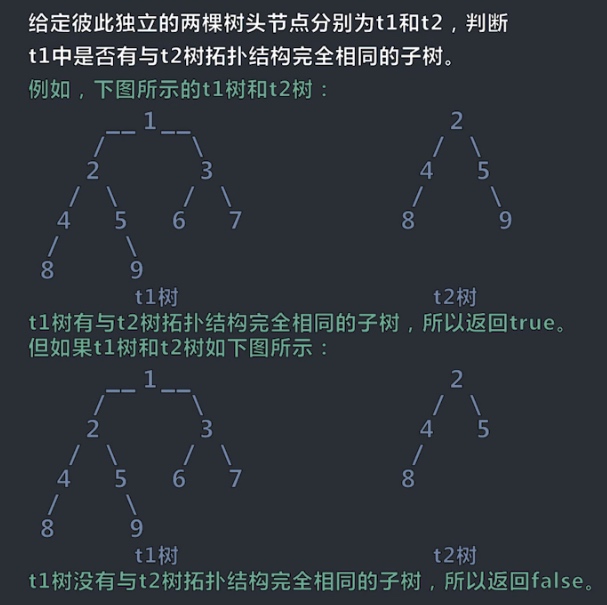 给定彼此独立的两棵树头节点分别为t1和t2，判断
t1中是否有与t2树拓扑结构完全相同的子树。
例如，下图所示的t1树和t2树：
__ 1 __ 2
/ \ / \
2 3 4 5
/ \ / \ / \
4 5 6 7 8 9
/ \
8 9
t1树 t2树
t1树有与t2树拓扑结构完全相同的子树，所以返回true。
但如果t1树和t2树如下图所示：
__ 1 __ 2
/ \ / \
2 3 4 5
/ \ / \ /
4 5 6 7 8
/ \
8 9
t1树 t2树
t1树没有与t2树拓扑结构完全相同的子树，所以返回false。